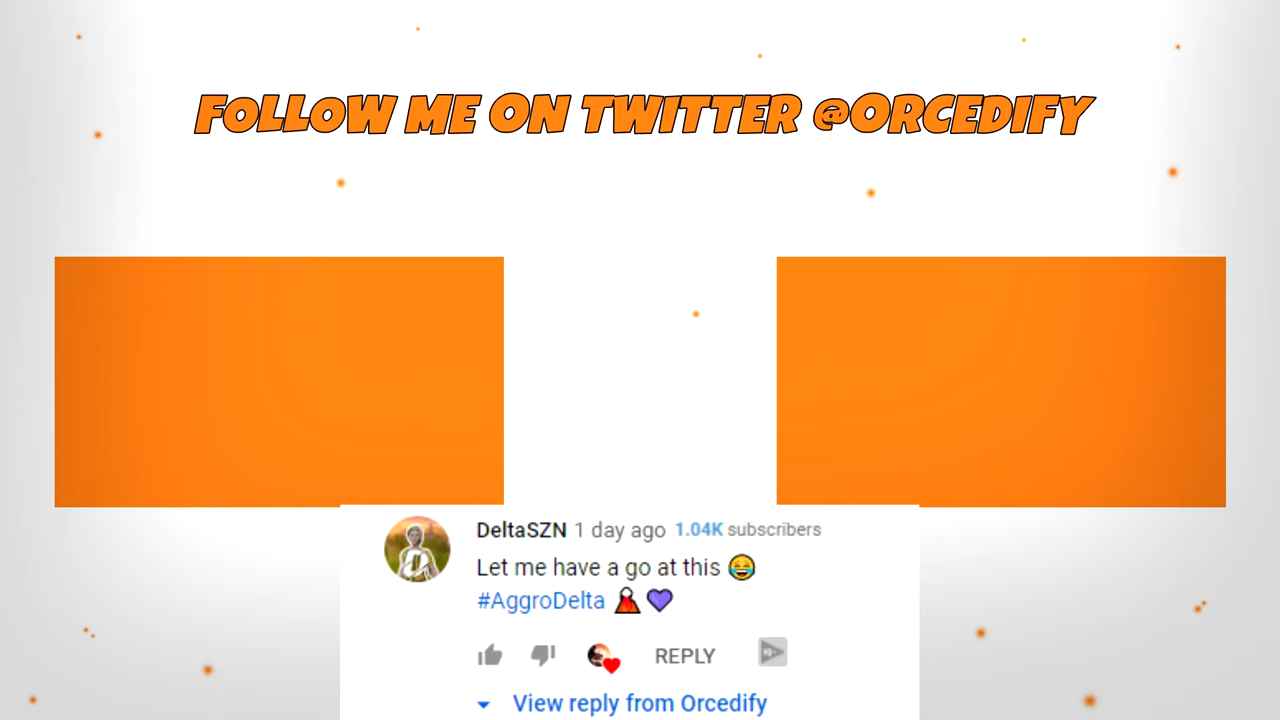 FOLLOW ME ON TWITTER @ORCEDIFY
DeltaSZN 1 day ago 1.04K subscribers
Let me have a go at this 😂
#AggroDelta 🌋💜
REPLY
View reply from Orcedify